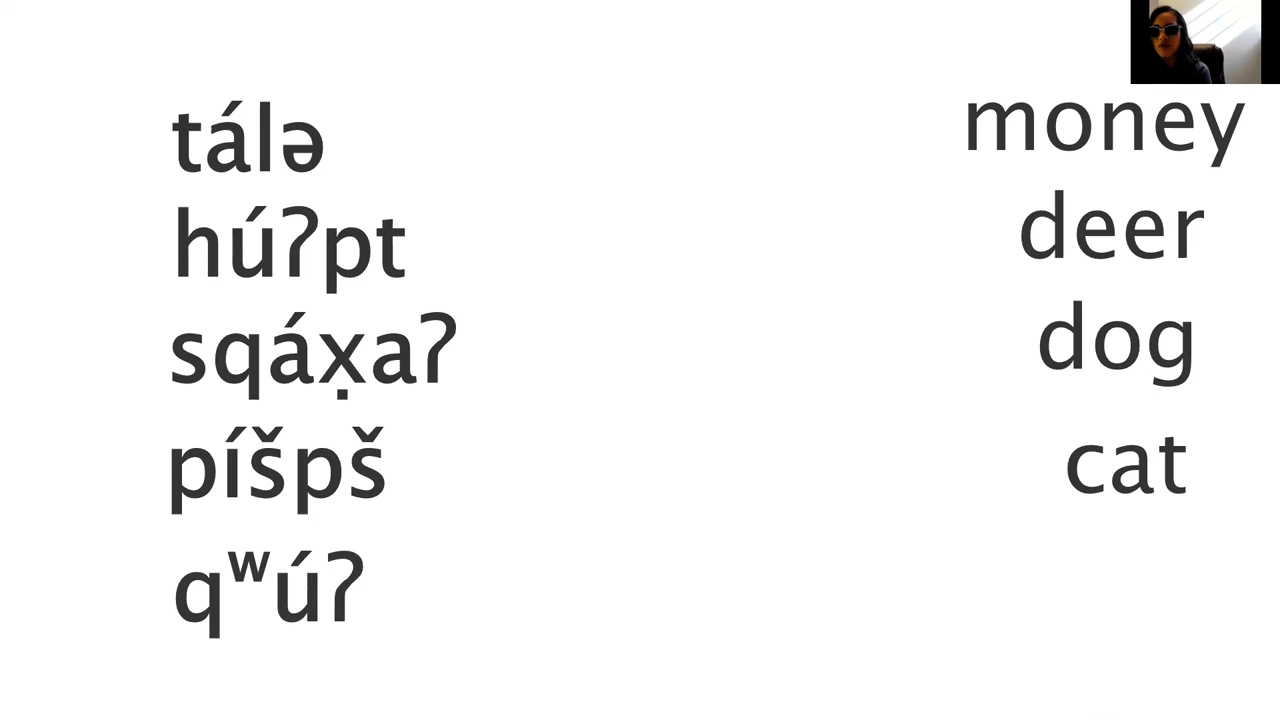 tálə money
húʔpt deer
sqáx̣aʔ dog
píšpš cat
qʷúʔ